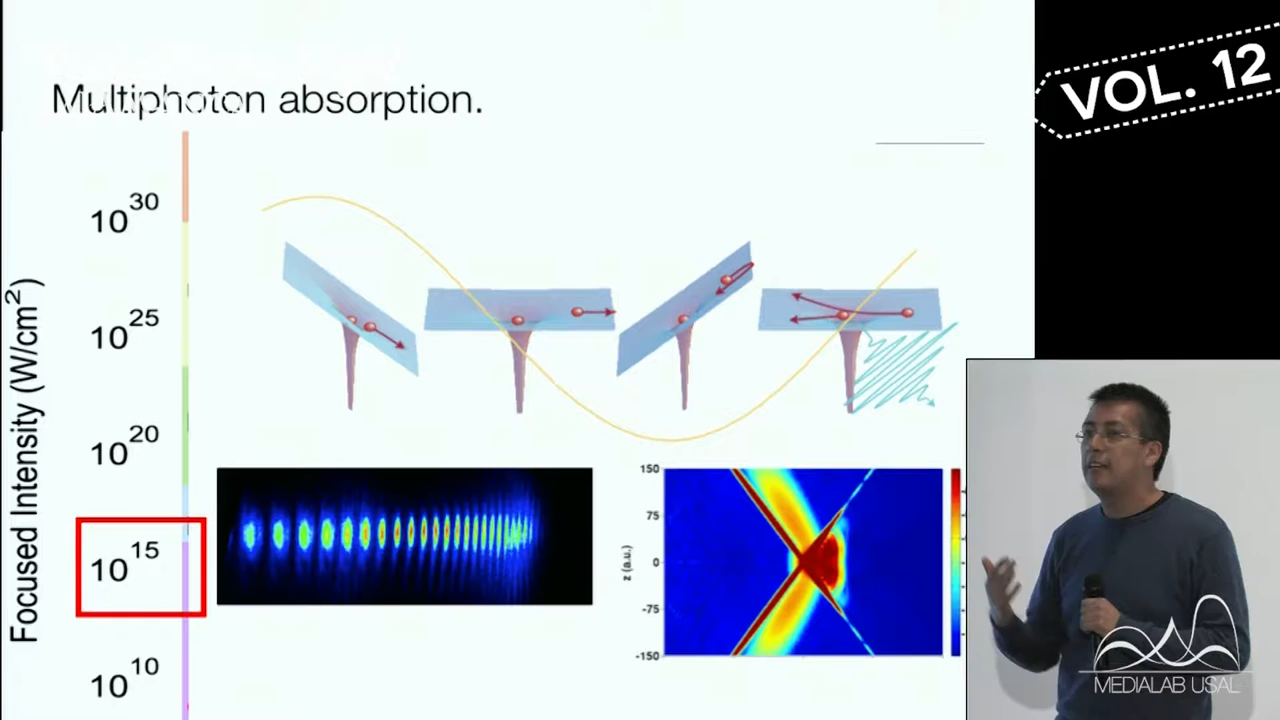 Multiphoton absorption.
VOL. 12
Focused Intensity (W/cm²)
10³⁰
10²⁵
10²⁰
10¹⁵
10¹⁰
z (a.u.)
150
75
0
-75
-150
MEDIALAB USAL